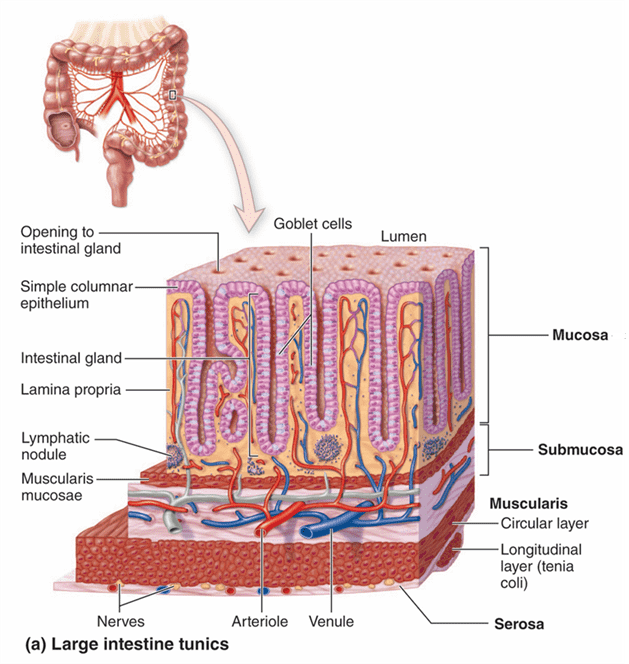 Opening to
intestinal gland
Goblet cells
Lumen
Simple columnar
epithelium
Mucosa
Intestinal gland
Lamina propria
Lymphatic
nodule
Submucosa
Muscularis
mucosae
Muscularis
Circular layer
Longitudinal
layer (tenia
coli)
Nerves
Arteriole
Venule
Serosa
(a) Large intestine tunics